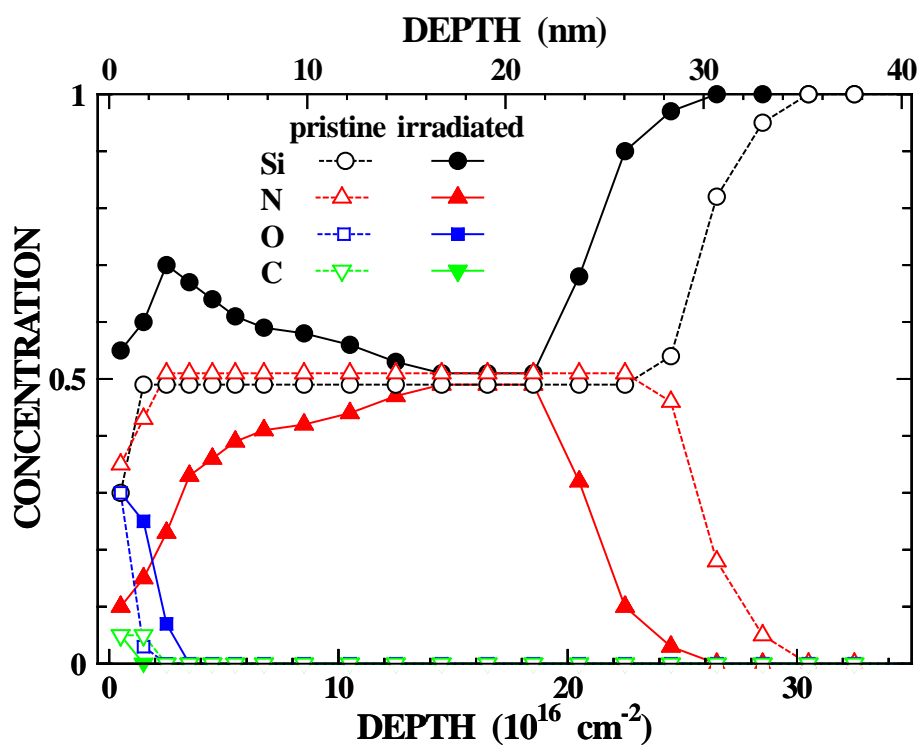 DEPTH (nm)
0 10 20 30 40
1
pristine irradiated
Si
N
O
C
CONCENTRATION
0.5
0
0 10 20 30
DEPTH (10¹⁶ cm⁻²)